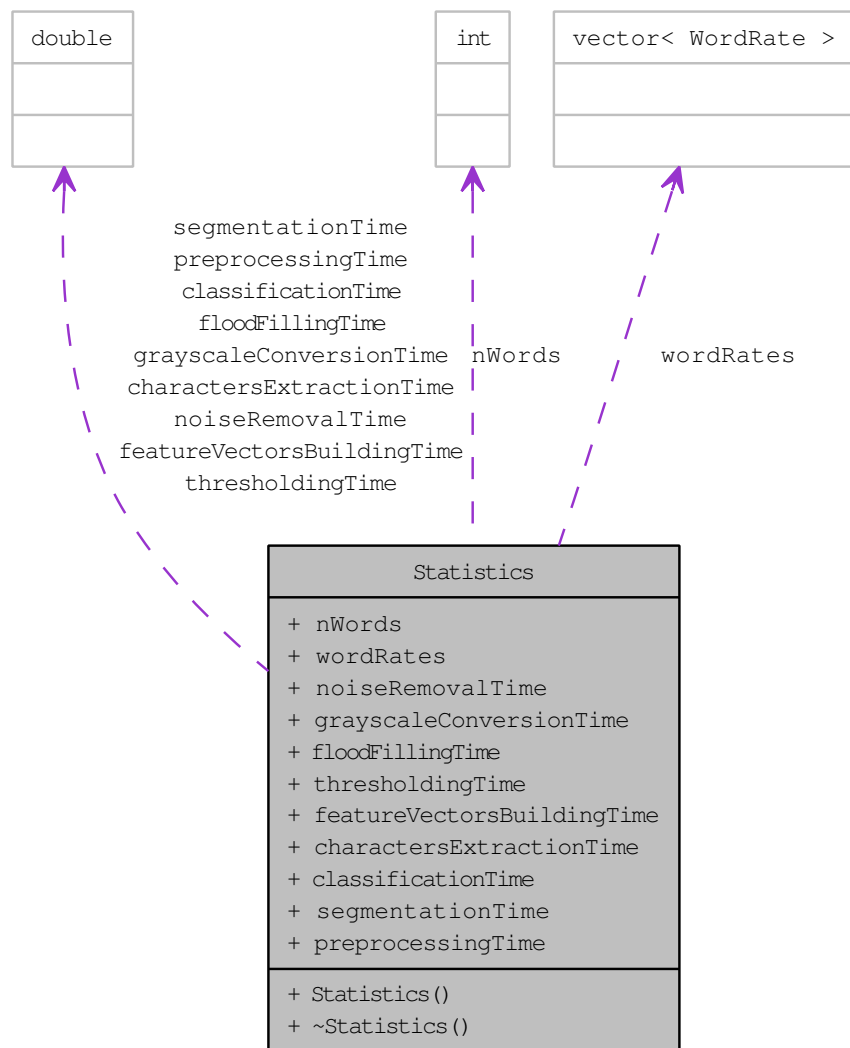 double
int
vector< WordRate >
segmentationTime
preprocessingTime
classificationTime
floodFillingTime
grayscaleConversionTime
charactersExtractionTime
noiseRemovalTime
featureVectorsBuildingTime
thresholdingTime
nWords
wordRates
Statistics
+ nWords
+ wordRates
+ noiseRemovalTime
+ grayscaleConversionTime
+ floodFillingTime
+ thresholdingTime
+ featureVectorsBuildingTime
+ charactersExtractionTime
+ classificationTime
+ segmentationTime
+ preprocessingTime
+ Statistics()
+ ~Statistics()